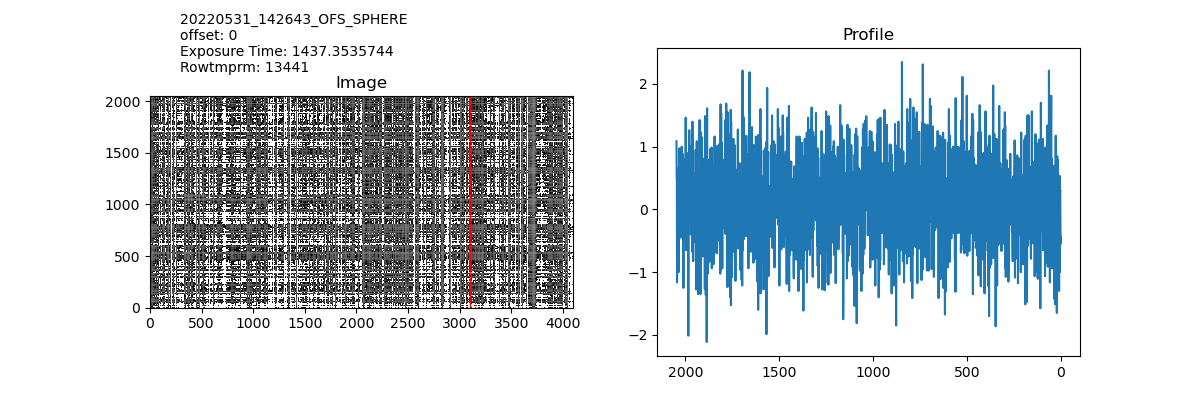 20220531_142643_OFS_SPHERE
offset: 0
Exposure Time: 1437.3535744
Rowtmprm: 13441
Image
2000
1500
1000
500
0
0 500 1000 1500 2000 2500 3000 3500 4000
Profile
2
1
0
−1
−2
2000 1500 1000 500 0